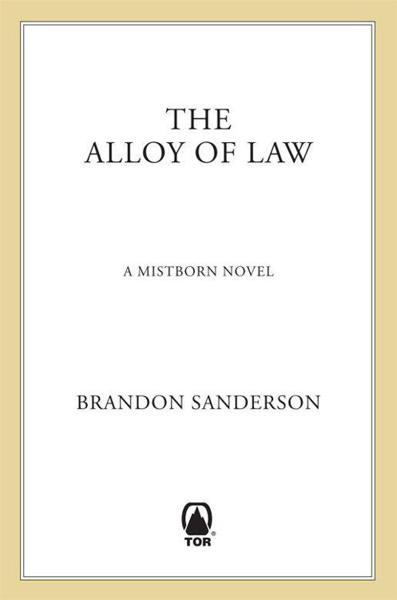 THE
ALLOY OF LAW
A MISTBORN NOVEL
BRANDON SANDERSON
TOR®